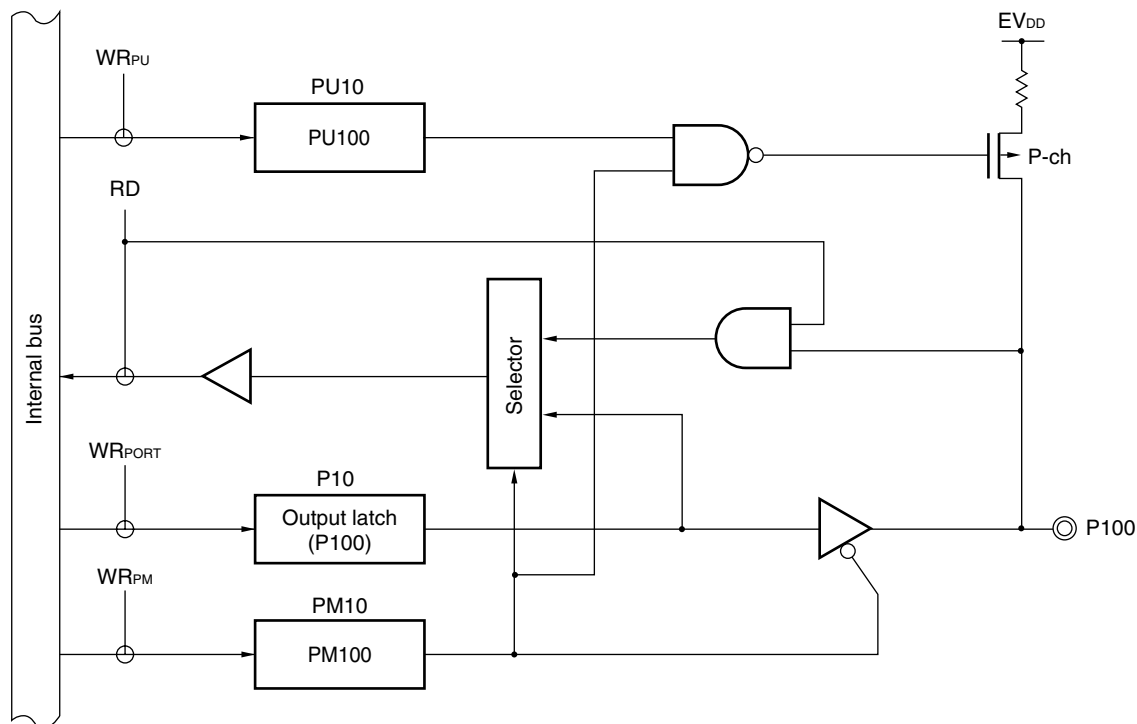 EVDD
WRPU
PU10
PU100
P-ch
RD
Internal bus
Selector
WRPORT
P10
Output latch
(P100)
P100
WRPM
PM10
PM100